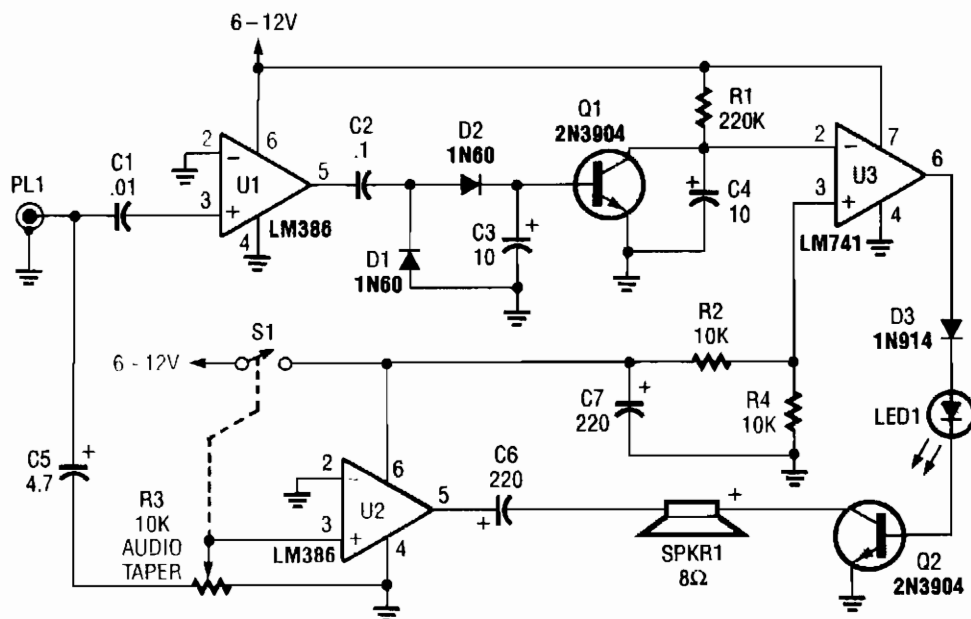 6-12V
PL1
C1
.01
2
-
6
U1
3
+
5
4
LM386
C2
.1
D2
1N60
D1
1N60
+
C3
10
Q1
2N3904
R1
220K
+
C4
10
2
-
7
U3
6
3
+
4
LM741
S1
6-12V
R2
10K
+
C7
220
R4
10K
D3
1N914
LED1
+
C5
4.7
R3
10K
AUDIO
TAPER
2
-
6
U2
3
+
5
4
LM386
C6
220
+
+
SPKR1
8Ω
Q2
2N3904